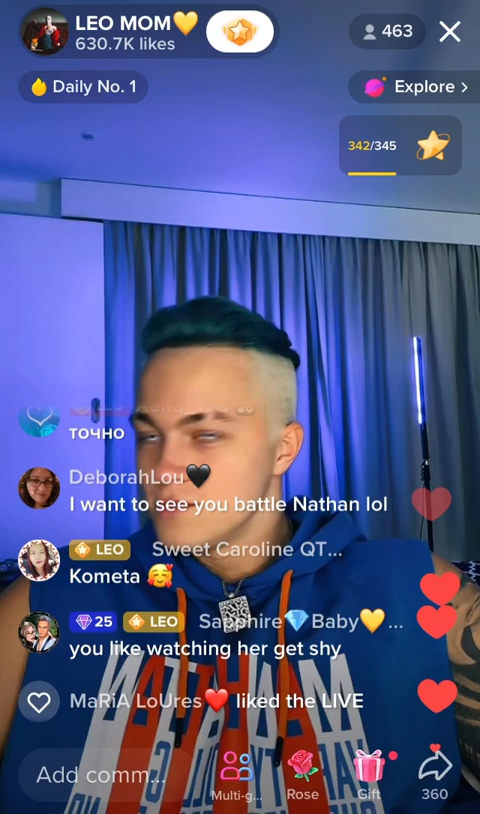 LEO MOM💛
630.7K likes
463
Daily No. 1
Explore >
342/345
точно
DeborahLou🖤
I want to see you battle Nathan lol
LEO Sweet Caroline QT...
Kometa 🥰
25 LEO Sapphire💎Baby💛...
you like watching her get shy
MaRiA LoUres❤️ liked the LIVE
Add comm...
Multi-g...
Rose
Gift
360